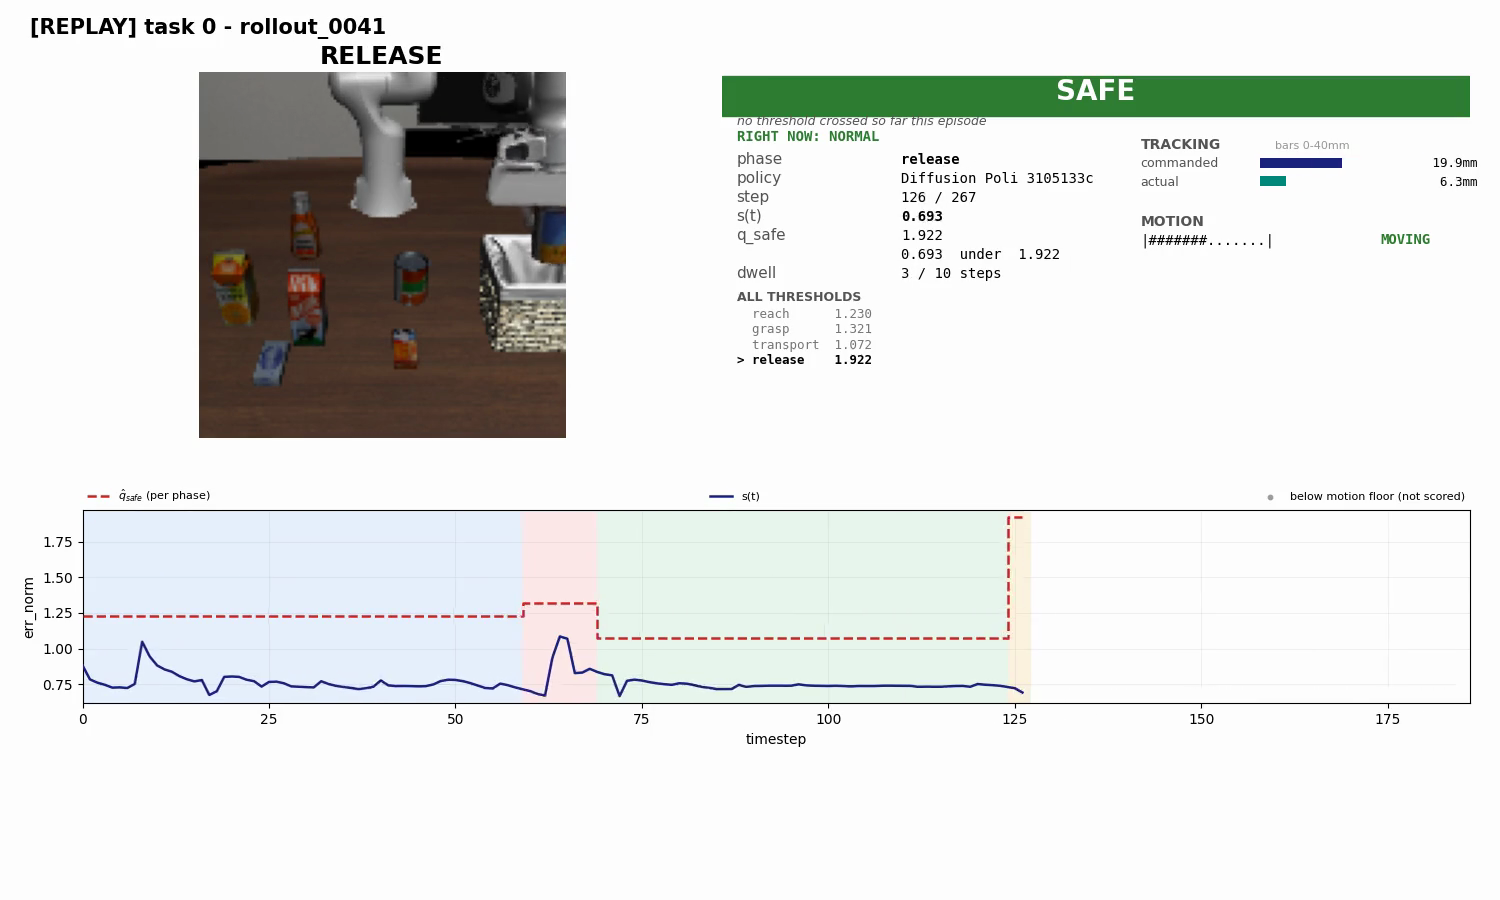 [REPLAY] task 0 - rollout_0041
RELEASE
SAFE
no threshold crossed so far this episode
RIGHT NOW: NORMAL
phase release
policy Diffusion Poli 3105133c
step 126 / 267
s(t) 0.693
q_safe 1.922
0.693 under 1.922
dwell 3 / 10 steps
ALL THRESHOLDS
reach 1.230
grasp 1.321
transport 1.072
> release 1.922
TRACKING bars 0-40mm
commanded 19.9mm
actual 6.3mm
MOTION
|#######.......| MOVING
q̂safe (per phase)
s(t)
below motion floor (not scored)
err_norm
1.75
1.50
1.25
1.00
0.75
0 25 50 75 100 125 150 175
timestep